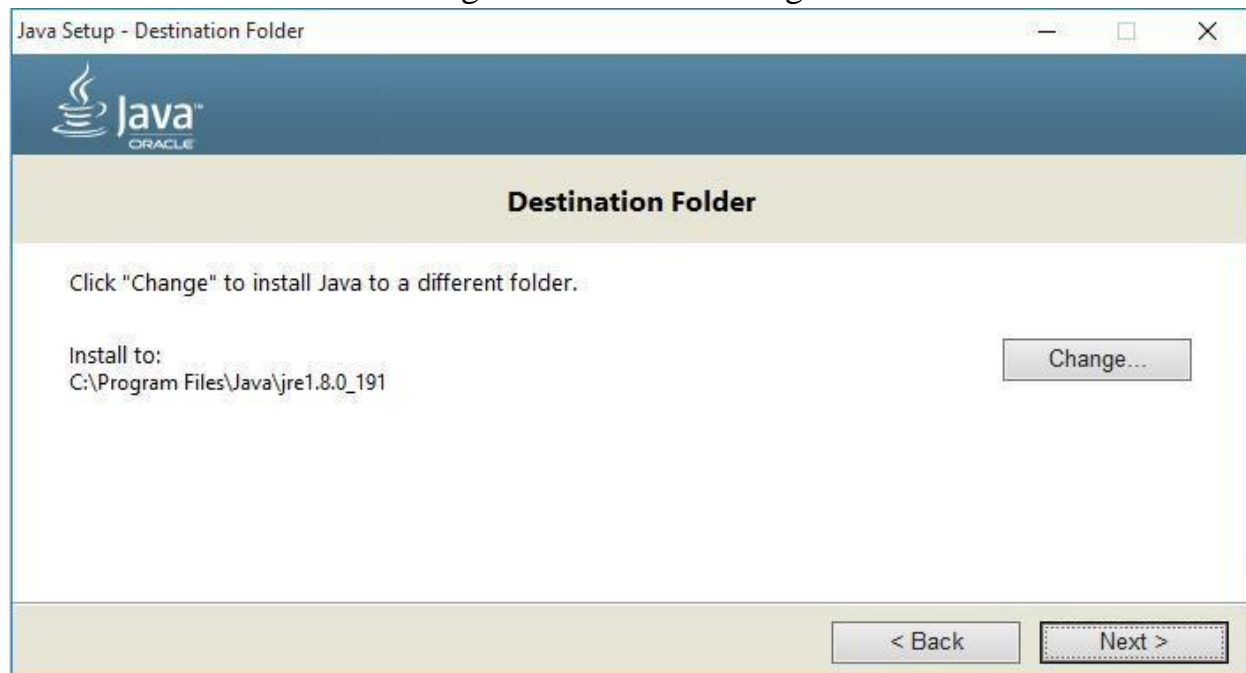 Java Setup - Destination Folder
Java™
ORACLE
Destination Folder
Click "Change" to install Java to a different folder.
Install to:
Change...
C:\Program Files\Java\jre1.8.0_191
< Back
Next >